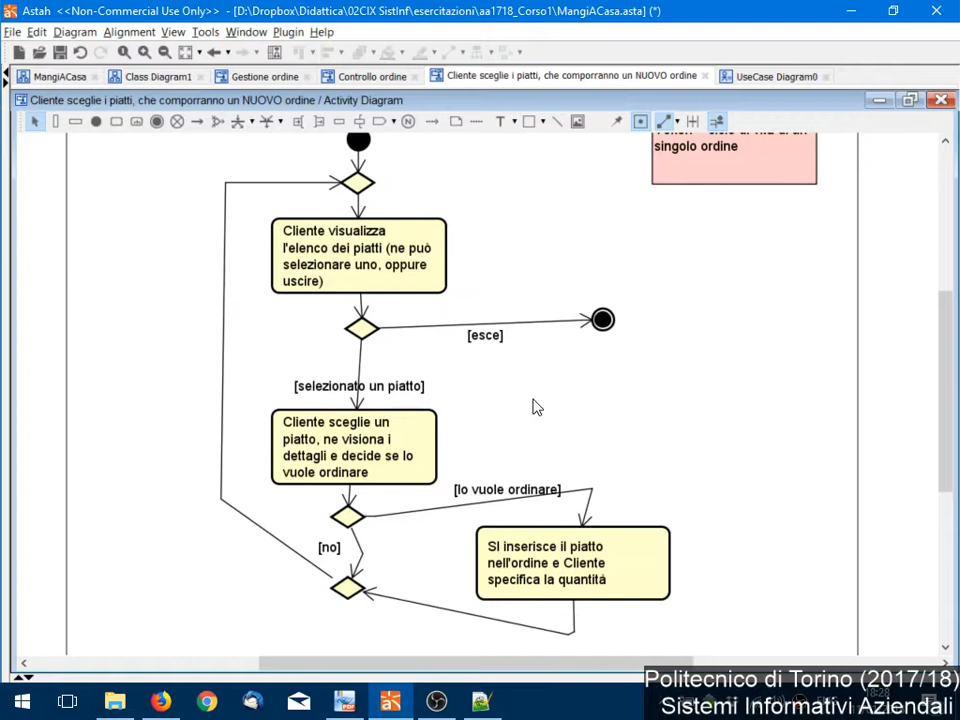 Astah <<Non-Commercial Use Only>> - [D:\Dropbox\Didattica\02CIX SistInf\esercitazioni\aa1718_Corso1\MangiACasa.asta] (*)
File Edit Diagram Alignment View Tools Window Plugin Help
MangiACasa Class Diagram1 Gestione ordine Controllo ordine Cliente sceglie i piatti, che comporranno un NUOVO ordine UseCase Diagram0
Cliente sceglie i piatti, che comporranno un NUOVO ordine / Activity Diagram
singolo ordine
Cliente visualizza
l'elenco dei piatti (ne può
selezionare uno, oppure
uscire)
[esce]
[selezionato un piatto]
Cliente sceglie un
piatto, ne visiona i
dettagli e decide se lo
vuole ordinare
[lo vuole ordinare]
[no]
SI inserisce il piatto
nell'ordine e Cliente
specifica la quantità
Politecnico di Torino (2017/18)
18:28
Sistemi Informativi Aziendali